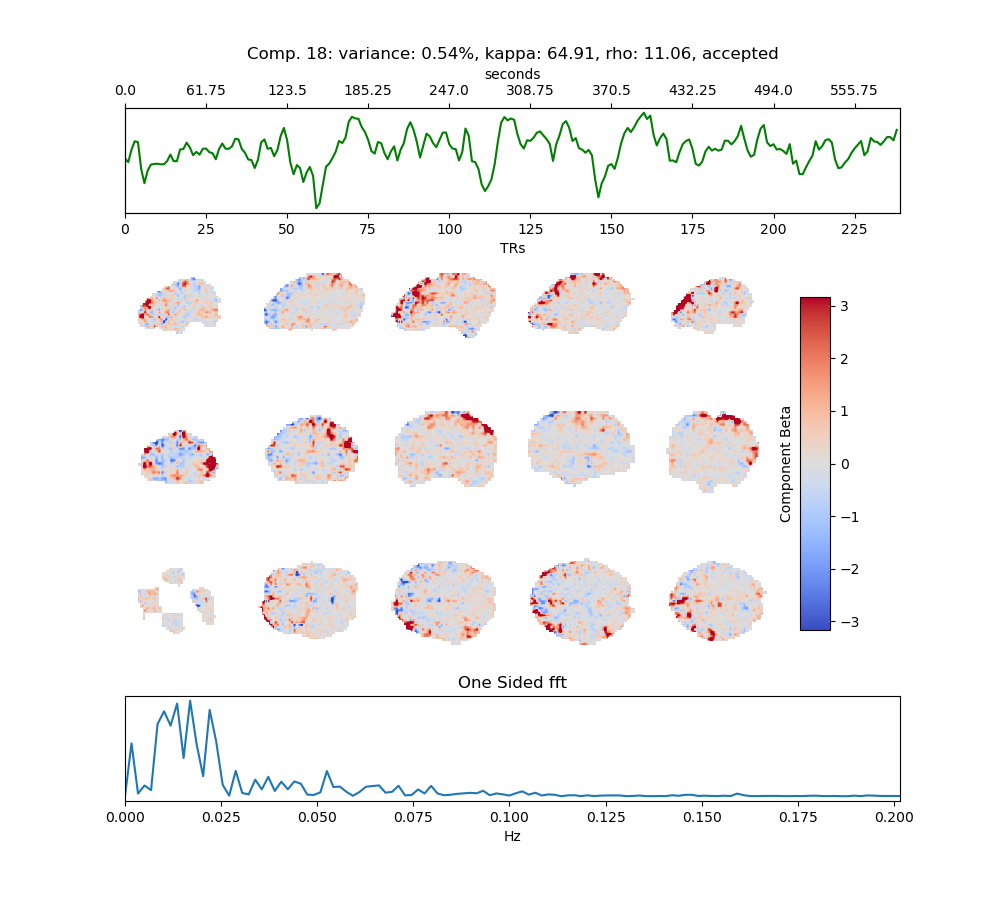 Comp. 18: variance: 0.54%, kappa: 64.91, rho: 11.06, accepted
seconds
0.0 61.75 123.5 185.25 247.0 308.75 370.5 432.25 494.0 555.75
0 25 50 75 100 125 150 175 200 225
TRs
3
2
1
0
−1
−2
−3
Component Beta
One Sided fft
0.000 0.025 0.050 0.075 0.100 0.125 0.150 0.175 0.200
Hz